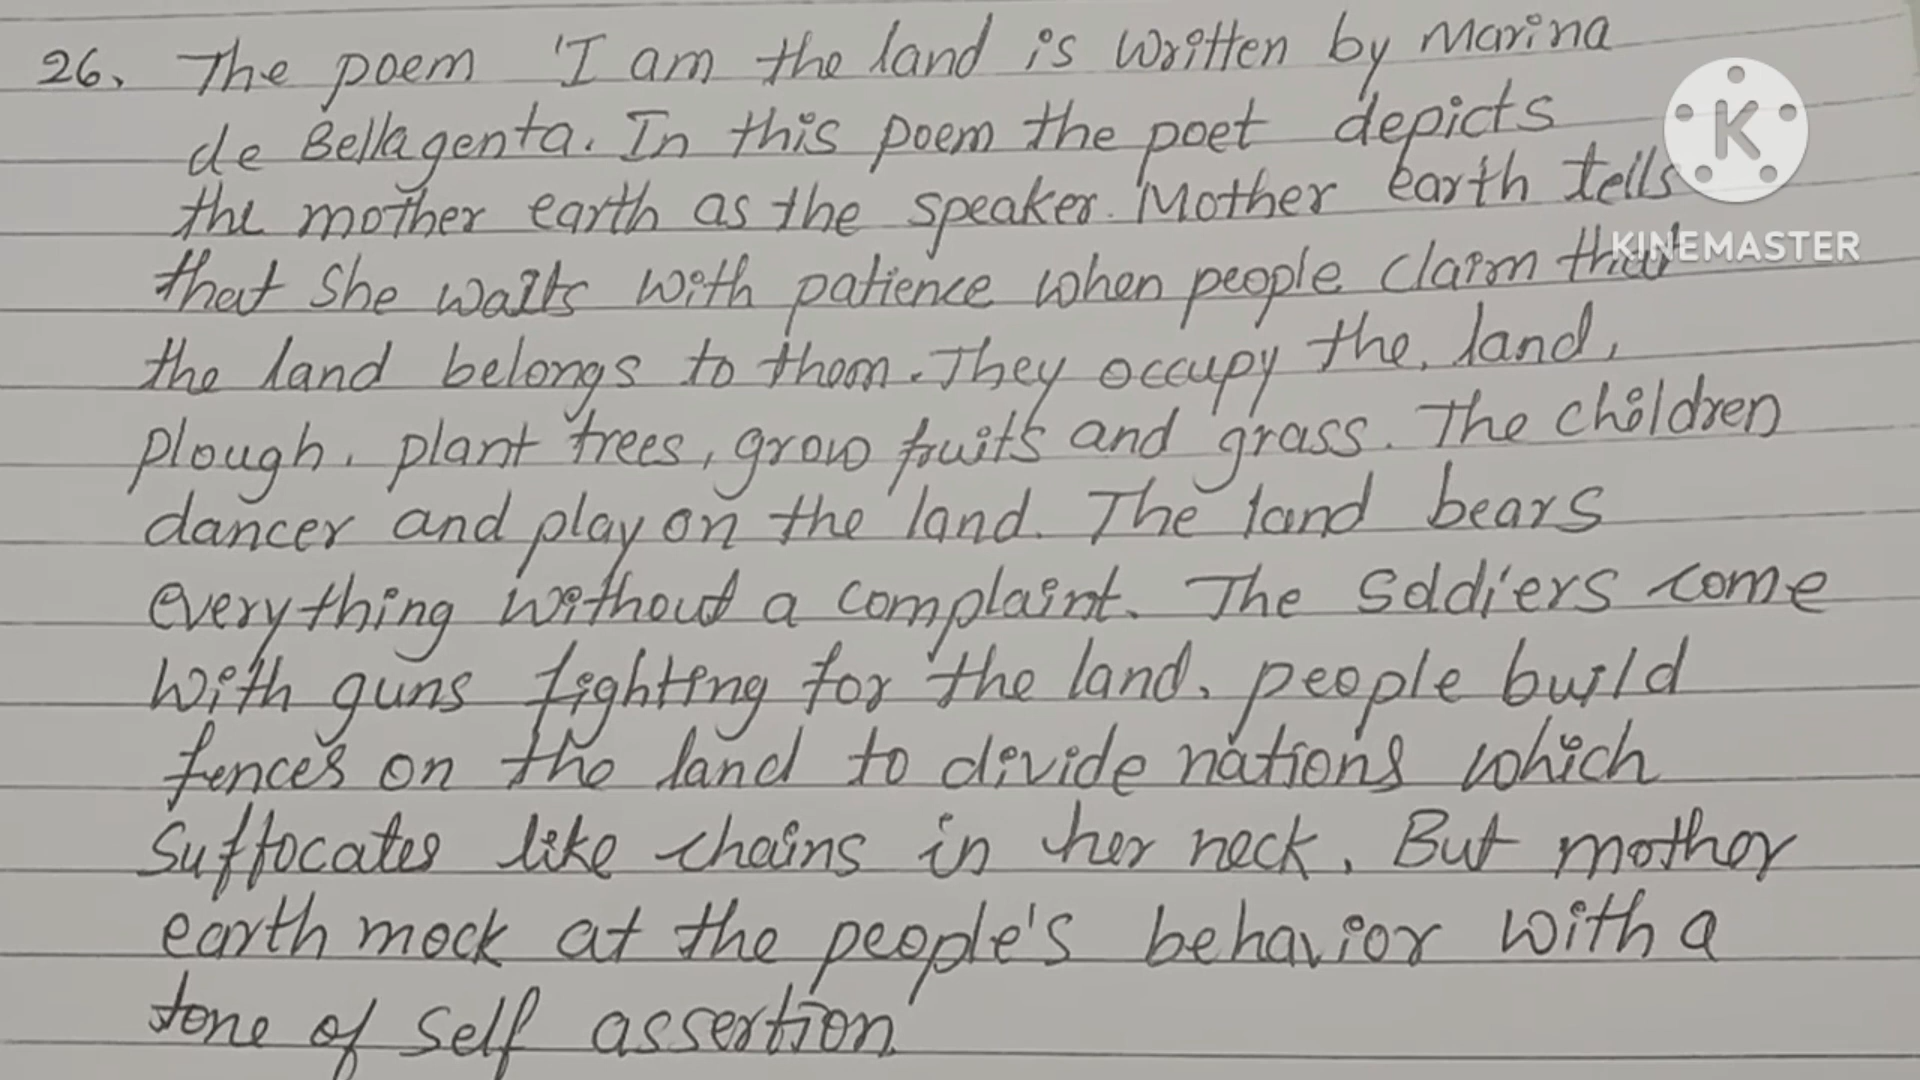 26. The poem 'I am the land is written by Marina
de Bellagenta. In this poem the poet depicts
the mother earth as the speaker. Mother earth tells
that she waits with patience when people claim that
the land belongs to them. They occupy the land,
plough, plant trees, grow fruits and grass. The children
dancer and play on the land. The land bears
everything without a complaint. The soldiers come
with guns fighting for the land. people build
fences on the land to divide nations which
suffocates like chains in her neck. But mother
earth mock at the people's behavior with a
tone of self assertion
K
KINEMASTER